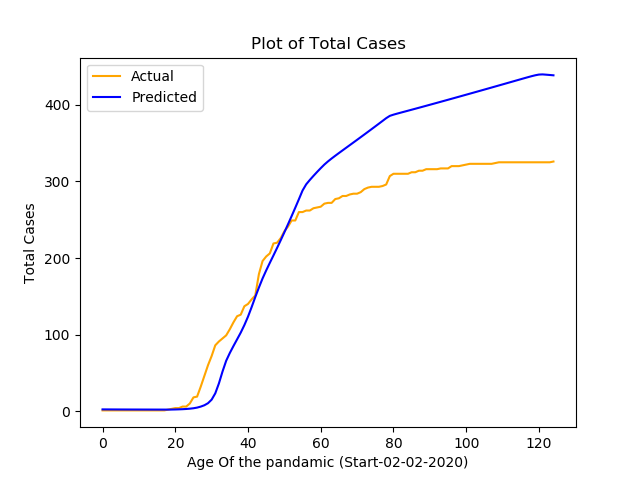 Plot of Total Cases
Actual
Predicted
400
300
200
100
0
Total Cases
0 20 40 60 80 100 120
Age Of the pandamic (Start-02-02-2020)